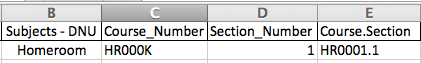 B C D E
Subjects - DNU Course_Number Section_Number Course.Section
Homeroom HR000K 1 HR0001.1